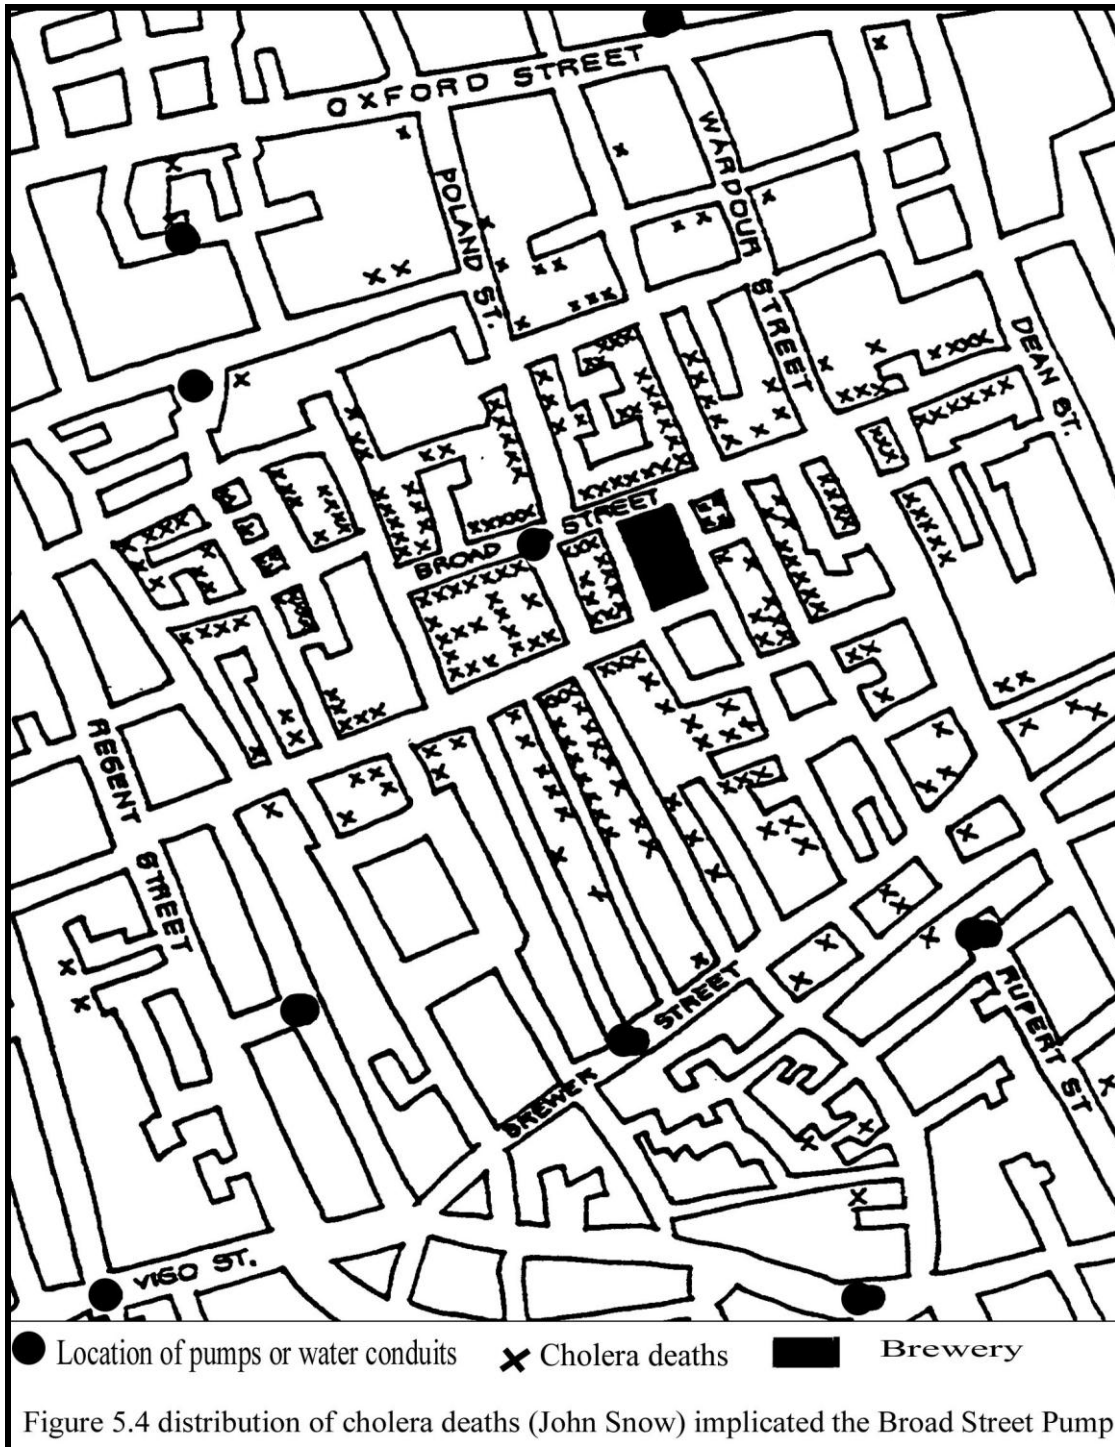 OXFORD STREET
WARDOUR STREET
POLAND ST.
DEAN ST.
BROAD STREET
REGENT STREET
BREWER STREET
RUPERT ST
VIGO ST.
Location of pumps or water conduits
Cholera deaths
Brewery
Figure 5.4 distribution of cholera deaths (John Snow) implicated the Broad Street Pump